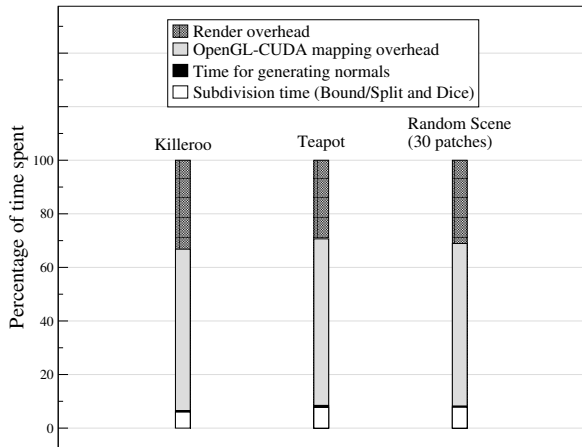 Render overhead
OpenGL-CUDA mapping overhead
Time for generating normals
Subdivision time (Bound/Split and Dice)
Killeroo
Teapot
Random Scene
(30 patches)
Percentage of time spent
100
80
60
40
20
0